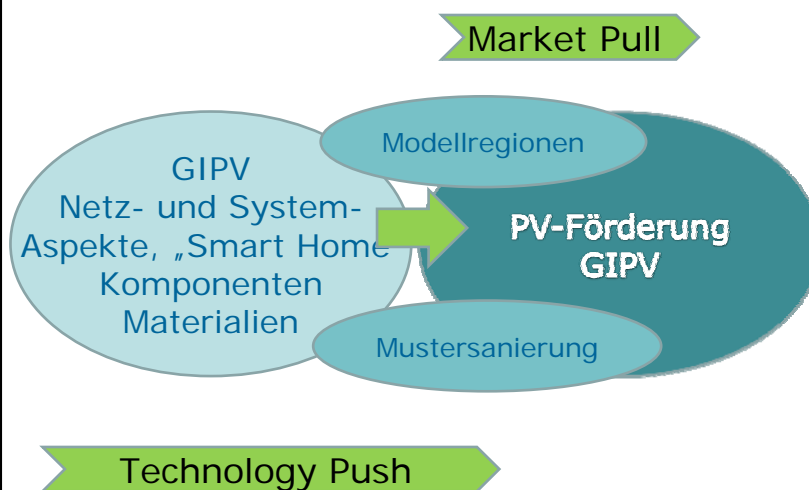 Market Pull
Modellregionen
GIPV
Netz- und System-
Aspekte, „Smart Home
Komponenten
Materialien
PV-Förderung
GIPV
Mustersanierung
Technology Push